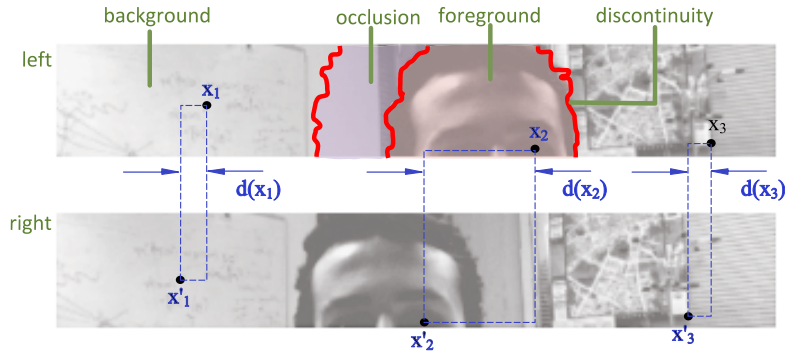 background occlusion foreground discontinuity
left
x1 x2 x3
d(x1) d(x2) d(x3)
right
x'1 x'2 x'3